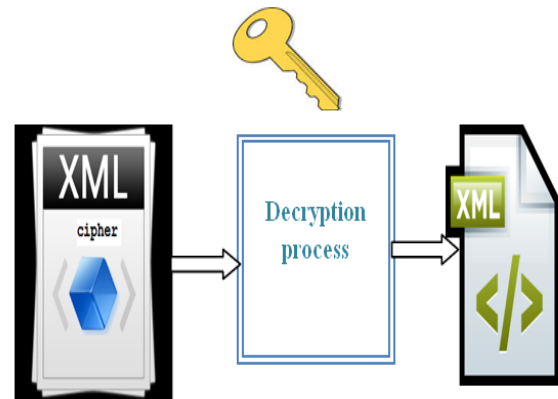 XML
cipher
Decryption
process
XML
</>